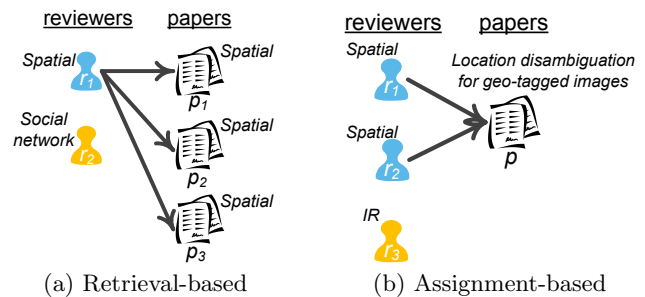 reviewers papers
Spatial
r1
Spatial
p1
Social
network
r2
Spatial
p2
Spatial
p3
(a) Retrieval-based
reviewers papers
Spatial
r1
Location disambiguation
for geo-tagged images
Spatial
r2
p
IR
r3
(b) Assignment-based